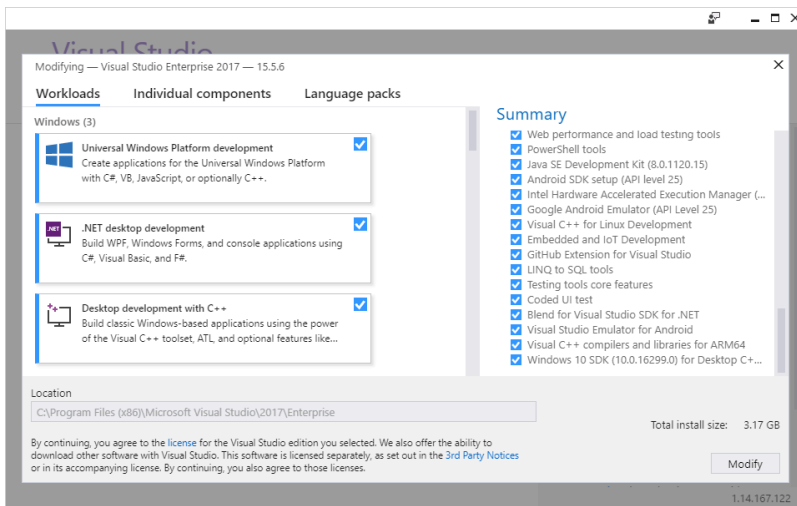 Visual Studio
Modifying — Visual Studio Enterprise 2017 — 15.5.6
Workloads Individual components Language packs
Windows (3)
Universal Windows Platform development
Create applications for the Universal Windows Platform
with C#, VB, JavaScript, or optionally C++.
.NET
.NET desktop development
Build WPF, Windows Forms, and console applications using
C#, Visual Basic, and F#.
Desktop development with C++
Build classic Windows-based applications using the power
of the Visual C++ toolset, ATL, and optional features like...
Summary
Web performance and load testing tools
PowerShell tools
Java SE Development Kit (8.0.1120.15)
Android SDK setup (API level 25)
Intel Hardware Accelerated Execution Manager (...
Google Android Emulator (API Level 25)
Visual C++ for Linux Development
Embedded and IoT Development
GitHub Extension for Visual Studio
LINQ to SQL tools
Testing tools core features
Coded UI test
Blend for Visual Studio SDK for .NET
Visual Studio Emulator for Android
Visual C++ compilers and libraries for ARM64
Windows 10 SDK (10.0.16299.0) for Desktop C+...
Location
C:\Program Files (x86)\Microsoft Visual Studio\2017\Enterprise
By continuing, you agree to the license for the Visual Studio edition you selected. We also offer the ability to
download other software with Visual Studio. This software is licensed separately, as set out in the 3rd Party Notices
or in its accompanying license. By continuing, you also agree to those licenses.
Total install size: 3.17 GB
Modify
1.14.167.122